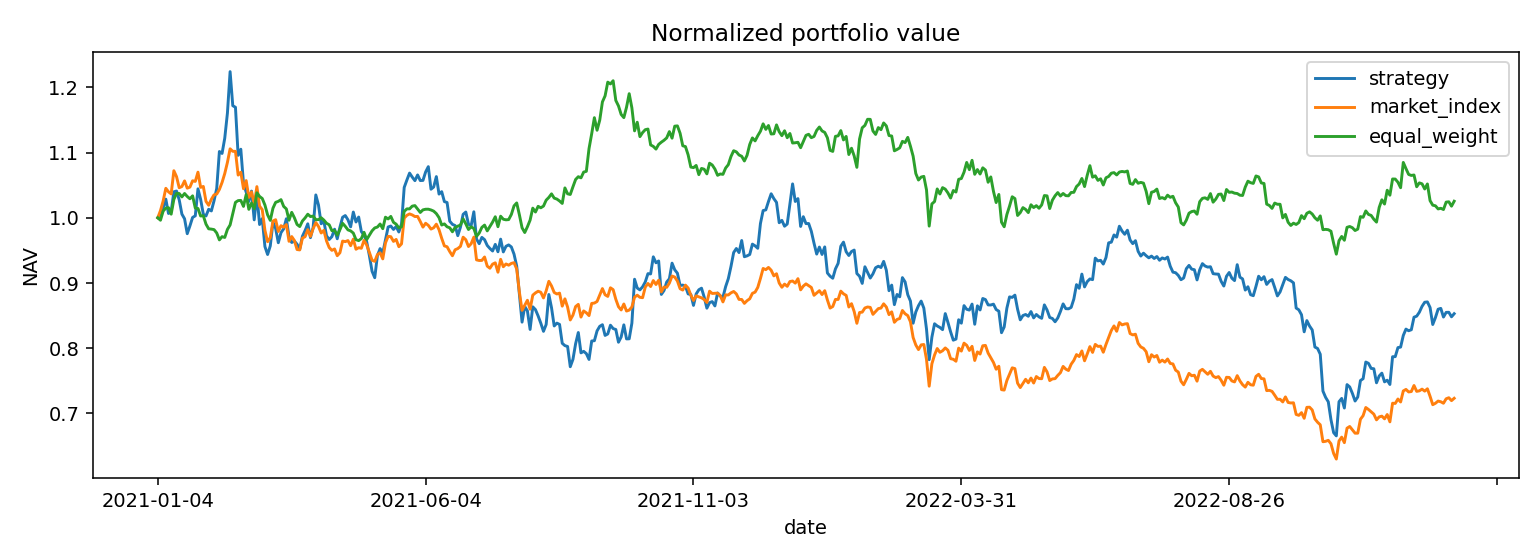 Normalized portfolio value
strategy
market_index
equal_weight
NAV
1.2
1.1
1.0
0.9
0.8
0.7
2021-01-04
2021-06-04
2021-11-03
2022-03-31
2022-08-26
date